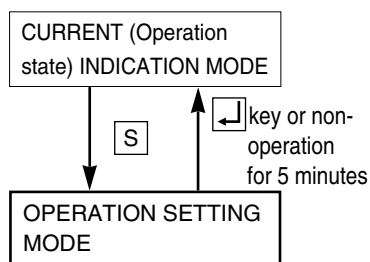 CURRENT (Operation
state) INDICATION MODE
S
↵ key or non-
operation
for 5 minutes
OPERATION SETTING
MODE